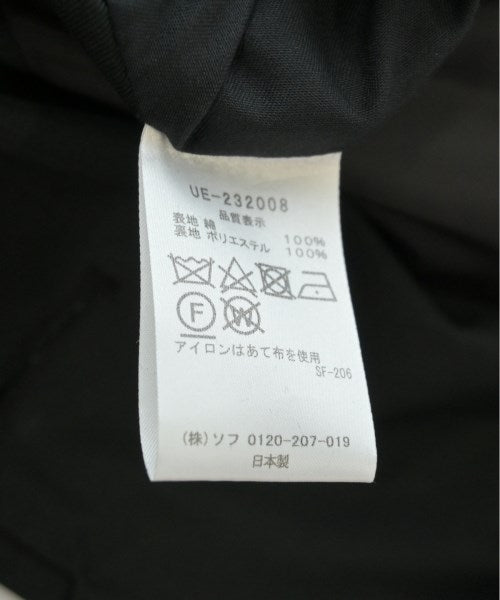 UE-232008
品質表示
表地 綿 100%
裏地 ポリエステル 100%
F
W
アイロンはあて布を使用
SF-206
(株)ソフ 0120-207-019
日本製